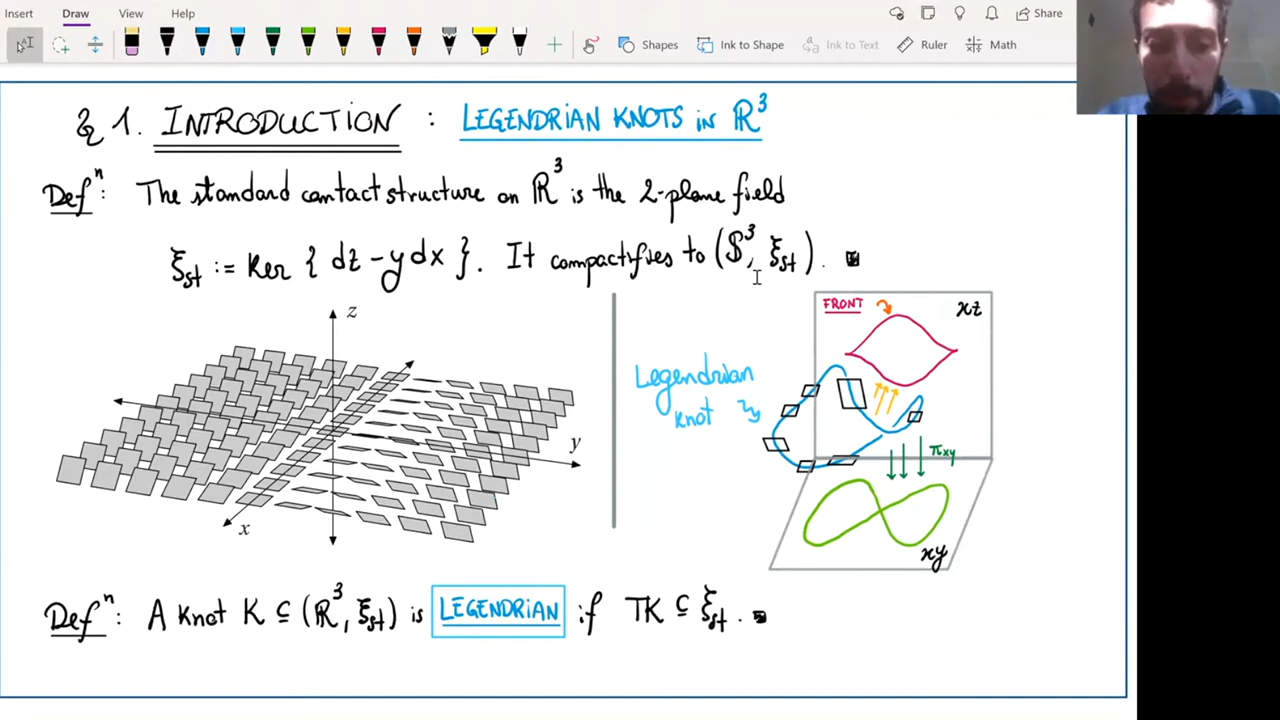 Insert Draw View Help Share
Shapes Ink to Shape Ink to Text Ruler Math
§ 1. INTRODUCTION : LEGENDRIAN KNOTS in ℝ³
Defⁿ: The standard contact structure on ℝ³ is the 2-plane field
ξst := Ker { dz - y dx }. It compactifies to (S³, ξst).
z
y
x
Legendrian
knot
FRONT
xz
πxy
xy
Defⁿ: A knot K ⊆ (ℝ³, ξst) is LEGENDRIAN if TK ⊆ ξst.